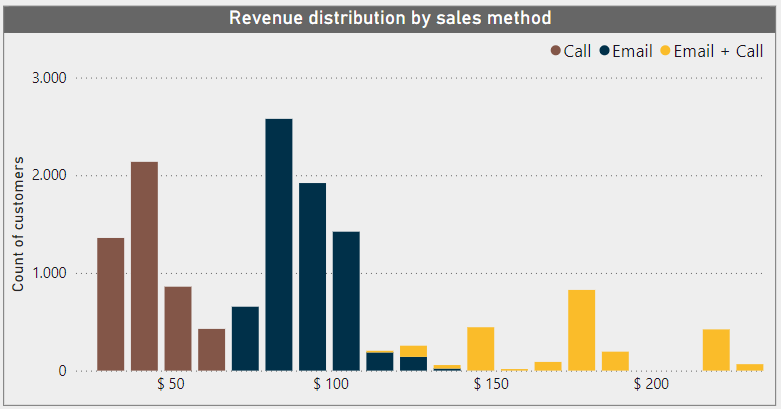 Revenue distribution by sales method
Call Email Email + Call
3.000
2.000
1.000
0
Count of customers
$ 50 $ 100 $ 150 $ 200